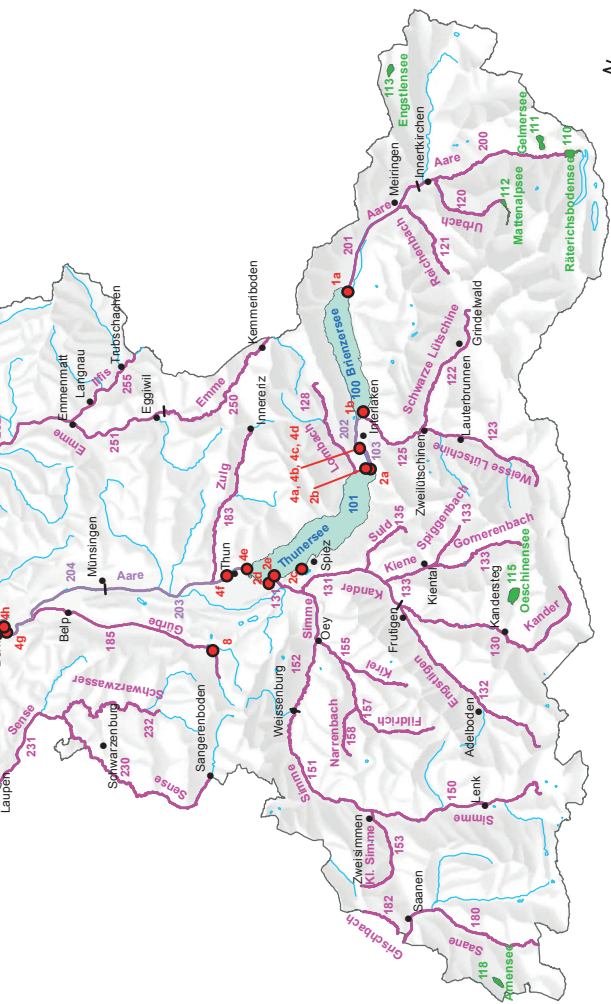 113
Engstlensee
Gelmersee
111
110
Räterichsbodensee
112
Mattenalpsee
200
Aare
Innertkirchen
120
Urbach
Meiringen
Aare
Reichenbach
121
201
1a
100 Brienzersee
1b
202
Interlaken
103
4a, 4b, 4c, 4d
2b
2a
Lombach
128
101
Thunersee
Schwarze Lütschine
122
Grindelwald
Lauterbrunnen
123
Weisse Lütschine
125
Zweilütschinen
Kemmeriboden
Trubschachen
Ilfis
255
Langnau
Emmenmatt
Emme
251
Eggiwil
Emme
250
Innereriz
Zulg
183
Thun
4f
4e
2d
2e
2c
Spiez
131
131
Suld
135
Spiggenbach
133
Gornerenbach
133
Kiene
133
Kiental
115
Oeschinensee
Kandersteg
Kander
130
Kander
Frutigen
Engstligen
132
Adelboden
Simme
Oey
152
155
Kirel
157
Fildrich
Narrenbach
158
Weissenburg
151
Simme
150
Simme
Lenk
Zweisimmen
Kl. Simme
153
182
Grischbach
Saanen
180
Saane
118
Arnensee
Münsingen
204
Aare
203
4h
4g
Belp
185
Gürbe
8
Schwarzwasser
232
Sense
231
Laupen
Schwarzenburg
230
Sense
Sangerenboden
N